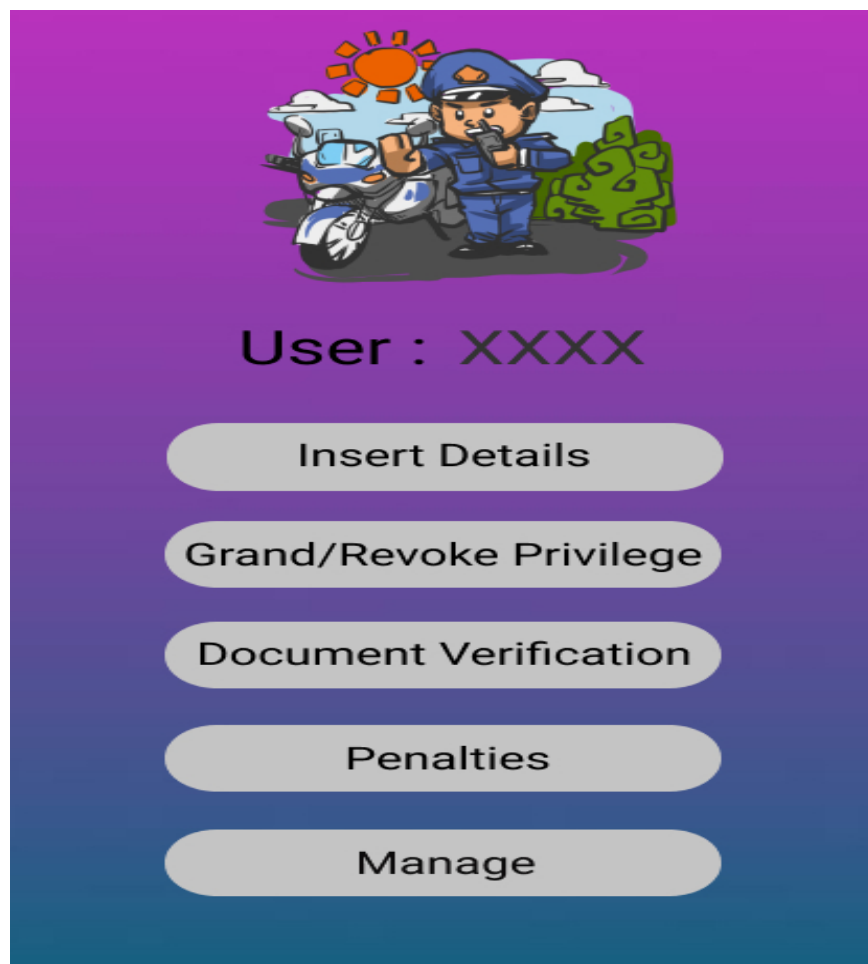 User : XXXX
Insert Details
Grand/Revoke Privilege
Document Verification
Penalties
Manage